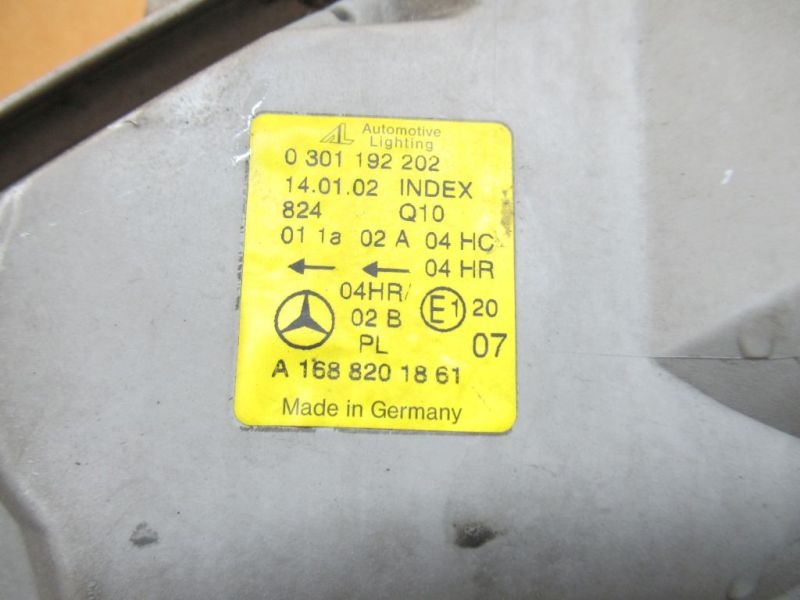 AL Automotive
Lighting
0 301 192 202
14.01.02 INDEX
824 Q10
01 1a 02 A 04 HC
04 HR
04HR/
02 B E1 20
PL 07
A 168 820 18 61
Made in Germany